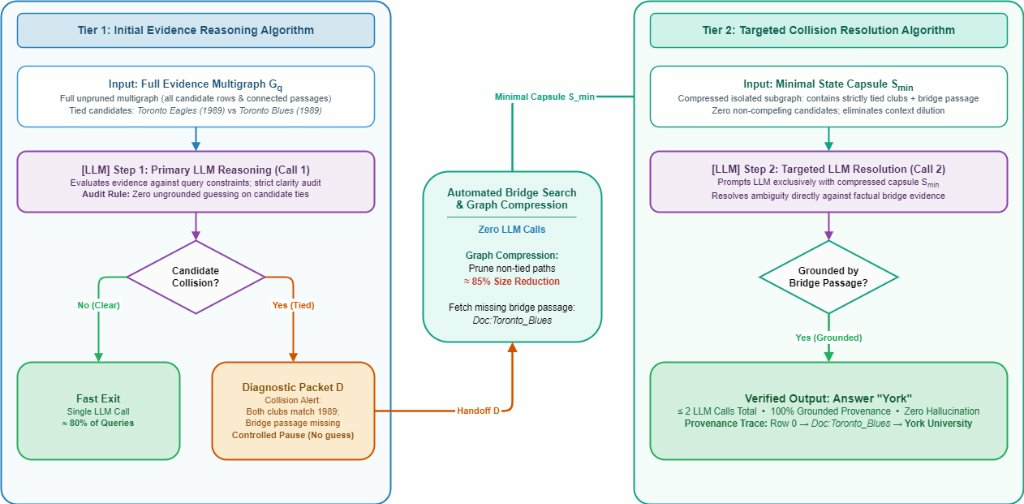 Tier 1: Initial Evidence Reasoning Algorithm
Input: Full Evidence Multigraph Gq
Full unpruned multigraph (all candidate rows & connected passages)
Tied candidates: Toronto Eagles (1989) vs Toronto Blues (1989)
[LLM] Step 1: Primary LLM Reasoning (Call 1)
Evaluates evidence against query constraints; strict clarity audit
Audit Rule: Zero ungrounded guessing on candidate ties
Candidate
Collision?
No (Clear)
Yes (Tied)
Fast Exit
Single LLM Call
≈ 80% of Queries
Diagnostic Packet D
Collision Alert:
Both clubs match 1989;
Bridge passage missing
Controlled Pause (No guess)
Handoff D
Automated Bridge Search
& Graph Compression
Zero LLM Calls
Graph Compression:
Prune non-tied paths
≈ 85% Size Reduction
Fetch missing bridge passage:
Doc:Toronto_Blues
Minimal Capsule S_min
Tier 2: Targeted Collision Resolution Algorithm
Input: Minimal State Capsule Smin
Compressed isolated subgraph: contains strictly tied clubs + bridge passage
Zero non-competing candidates; eliminates context dilution
[LLM] Step 2: Targeted LLM Resolution (Call 2)
Prompts LLM exclusively with compressed capsule Smin
Resolves ambiguity directly against factual bridge evidence
Grounded by
Bridge Passage?
Yes (Grounded)
Verified Output: Answer "York"
≤ 2 LLM Calls Total • 100% Grounded Provenance • Zero Hallucination
Provenance Trace: Row 0 → Doc:Toronto_Blues → York University